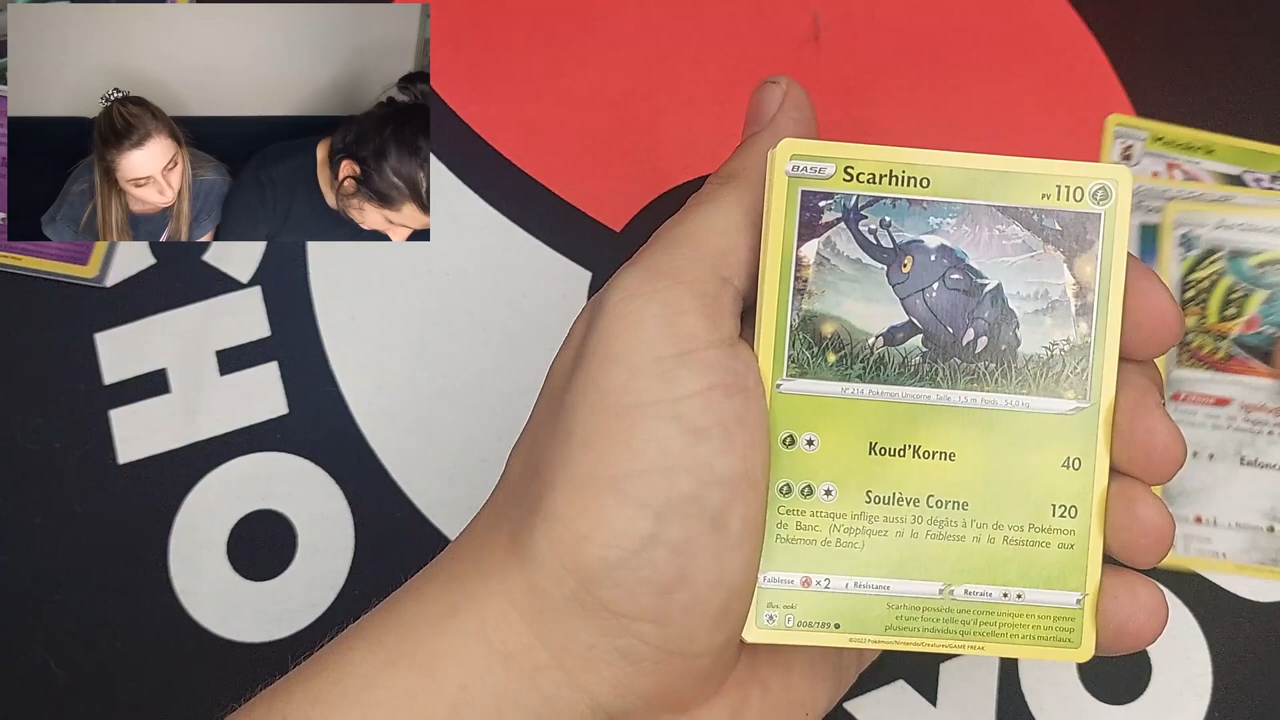 BASE Scarhino PV 110
N° 214 Pokémon Unicorne Taille : 1,5 m Poids : 54,0 kg
Koud'Korne 40
Soulève Corne 120
Cette attaque inflige aussi 30 dégâts à l'un de vos Pokémon
de Banc. (N'appliquez ni la Faiblesse ni la Résistance aux
Pokémon de Banc.)
Faiblesse ×2 Résistance Retraite
Illus. ooki
F 008/189
Scarhino possède une corne unique en son genre
et une force telle qu'il peut projeter en un coup
plusieurs individus qui excellent en arts martiaux.
©2022 Pokémon/Nintendo/Creatures/GAME FREAK
HO